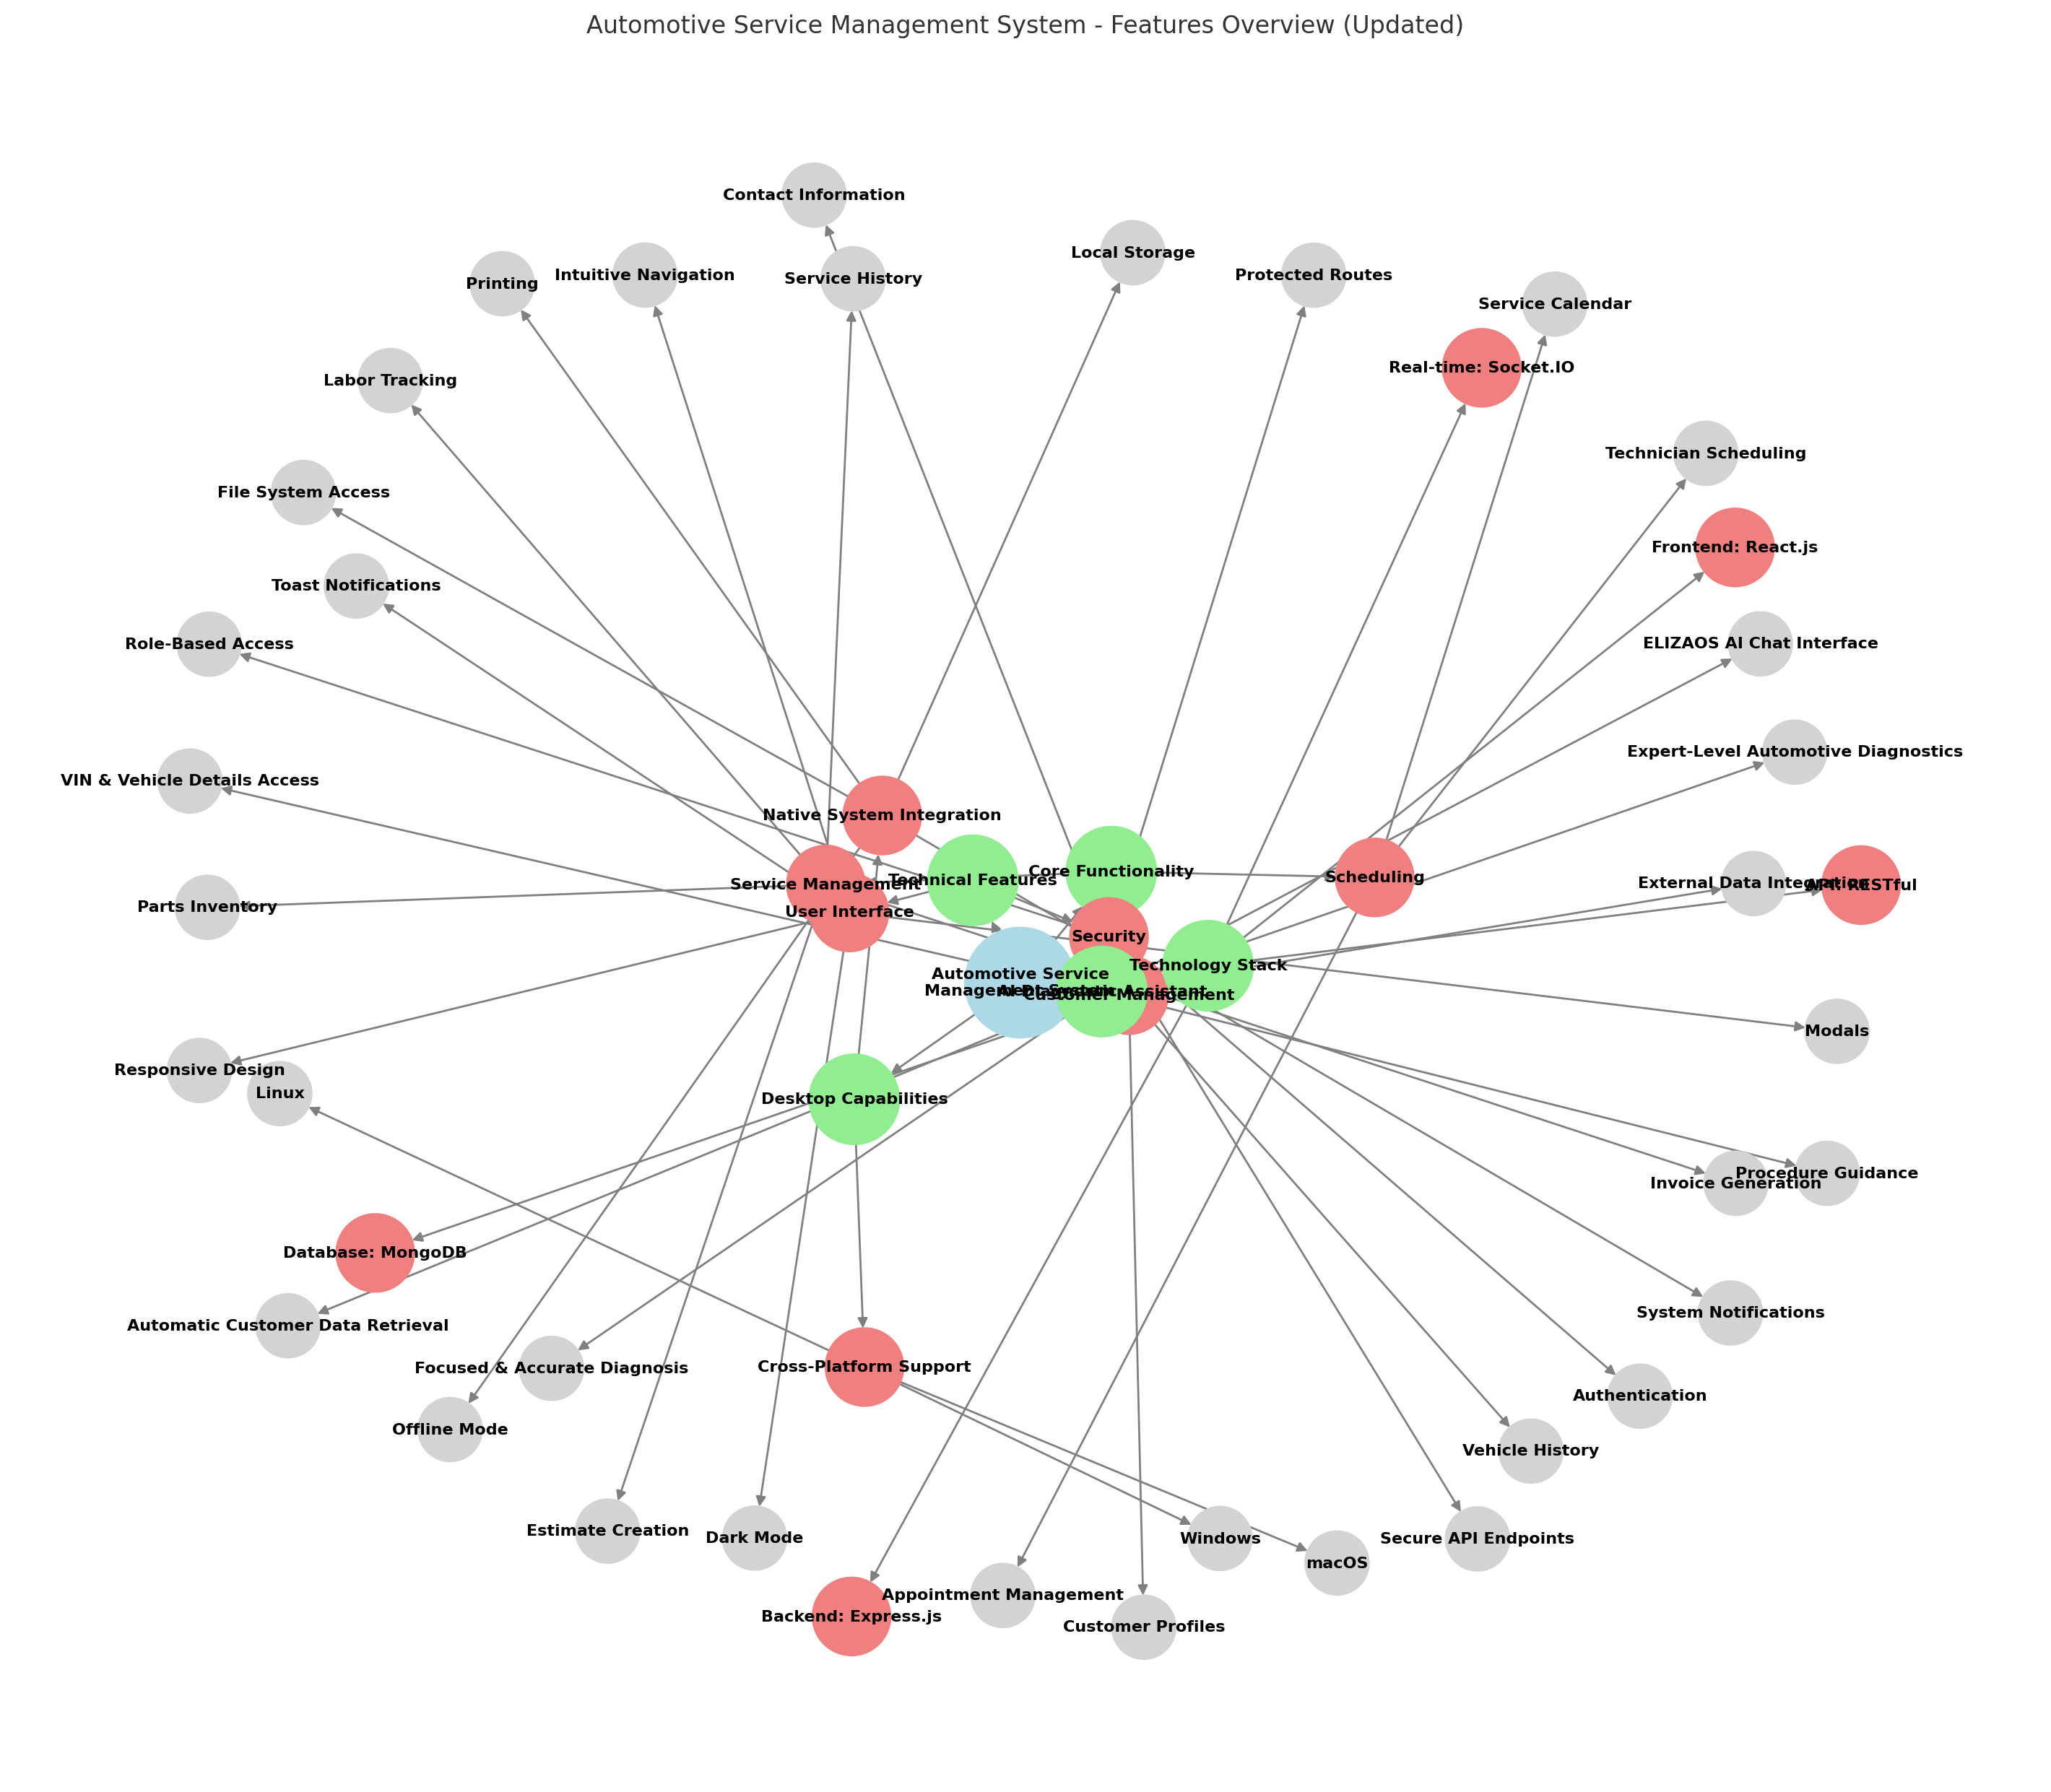 Automotive Service Management System - Features Overview (Updated)
Contact Information
Local Storage
Protected Routes
Intuitive Navigation
Service History
Printing
Service Calendar
Real-time: Socket.IO
Labor Tracking
Technician Scheduling
File System Access
Frontend: React.js
Toast Notifications
Role-Based Access
ELIZAOS AI Chat Interface
Expert-Level Automotive Diagnostics
VIN & Vehicle Details Access
Native System Integration
Core Functionality
Scheduling
Technical Features
Service Management
External Data Integration
API: RESTful
Parts Inventory
User Interface
Security
Technology Stack
Automotive Service
Management System
AI Diagnostic Assistant
Customer Management
Modals
Responsive Design
Linux
Desktop Capabilities
Procedure Guidance
Invoice Generation
Database: MongoDB
System Notifications
Automatic Customer Data Retrieval
Focused & Accurate Diagnosis
Cross-Platform Support
Authentication
Offline Mode
Vehicle History
Estimate Creation
Dark Mode
Windows
Secure API Endpoints
macOS
Appointment Management
Backend: Express.js
Customer Profiles